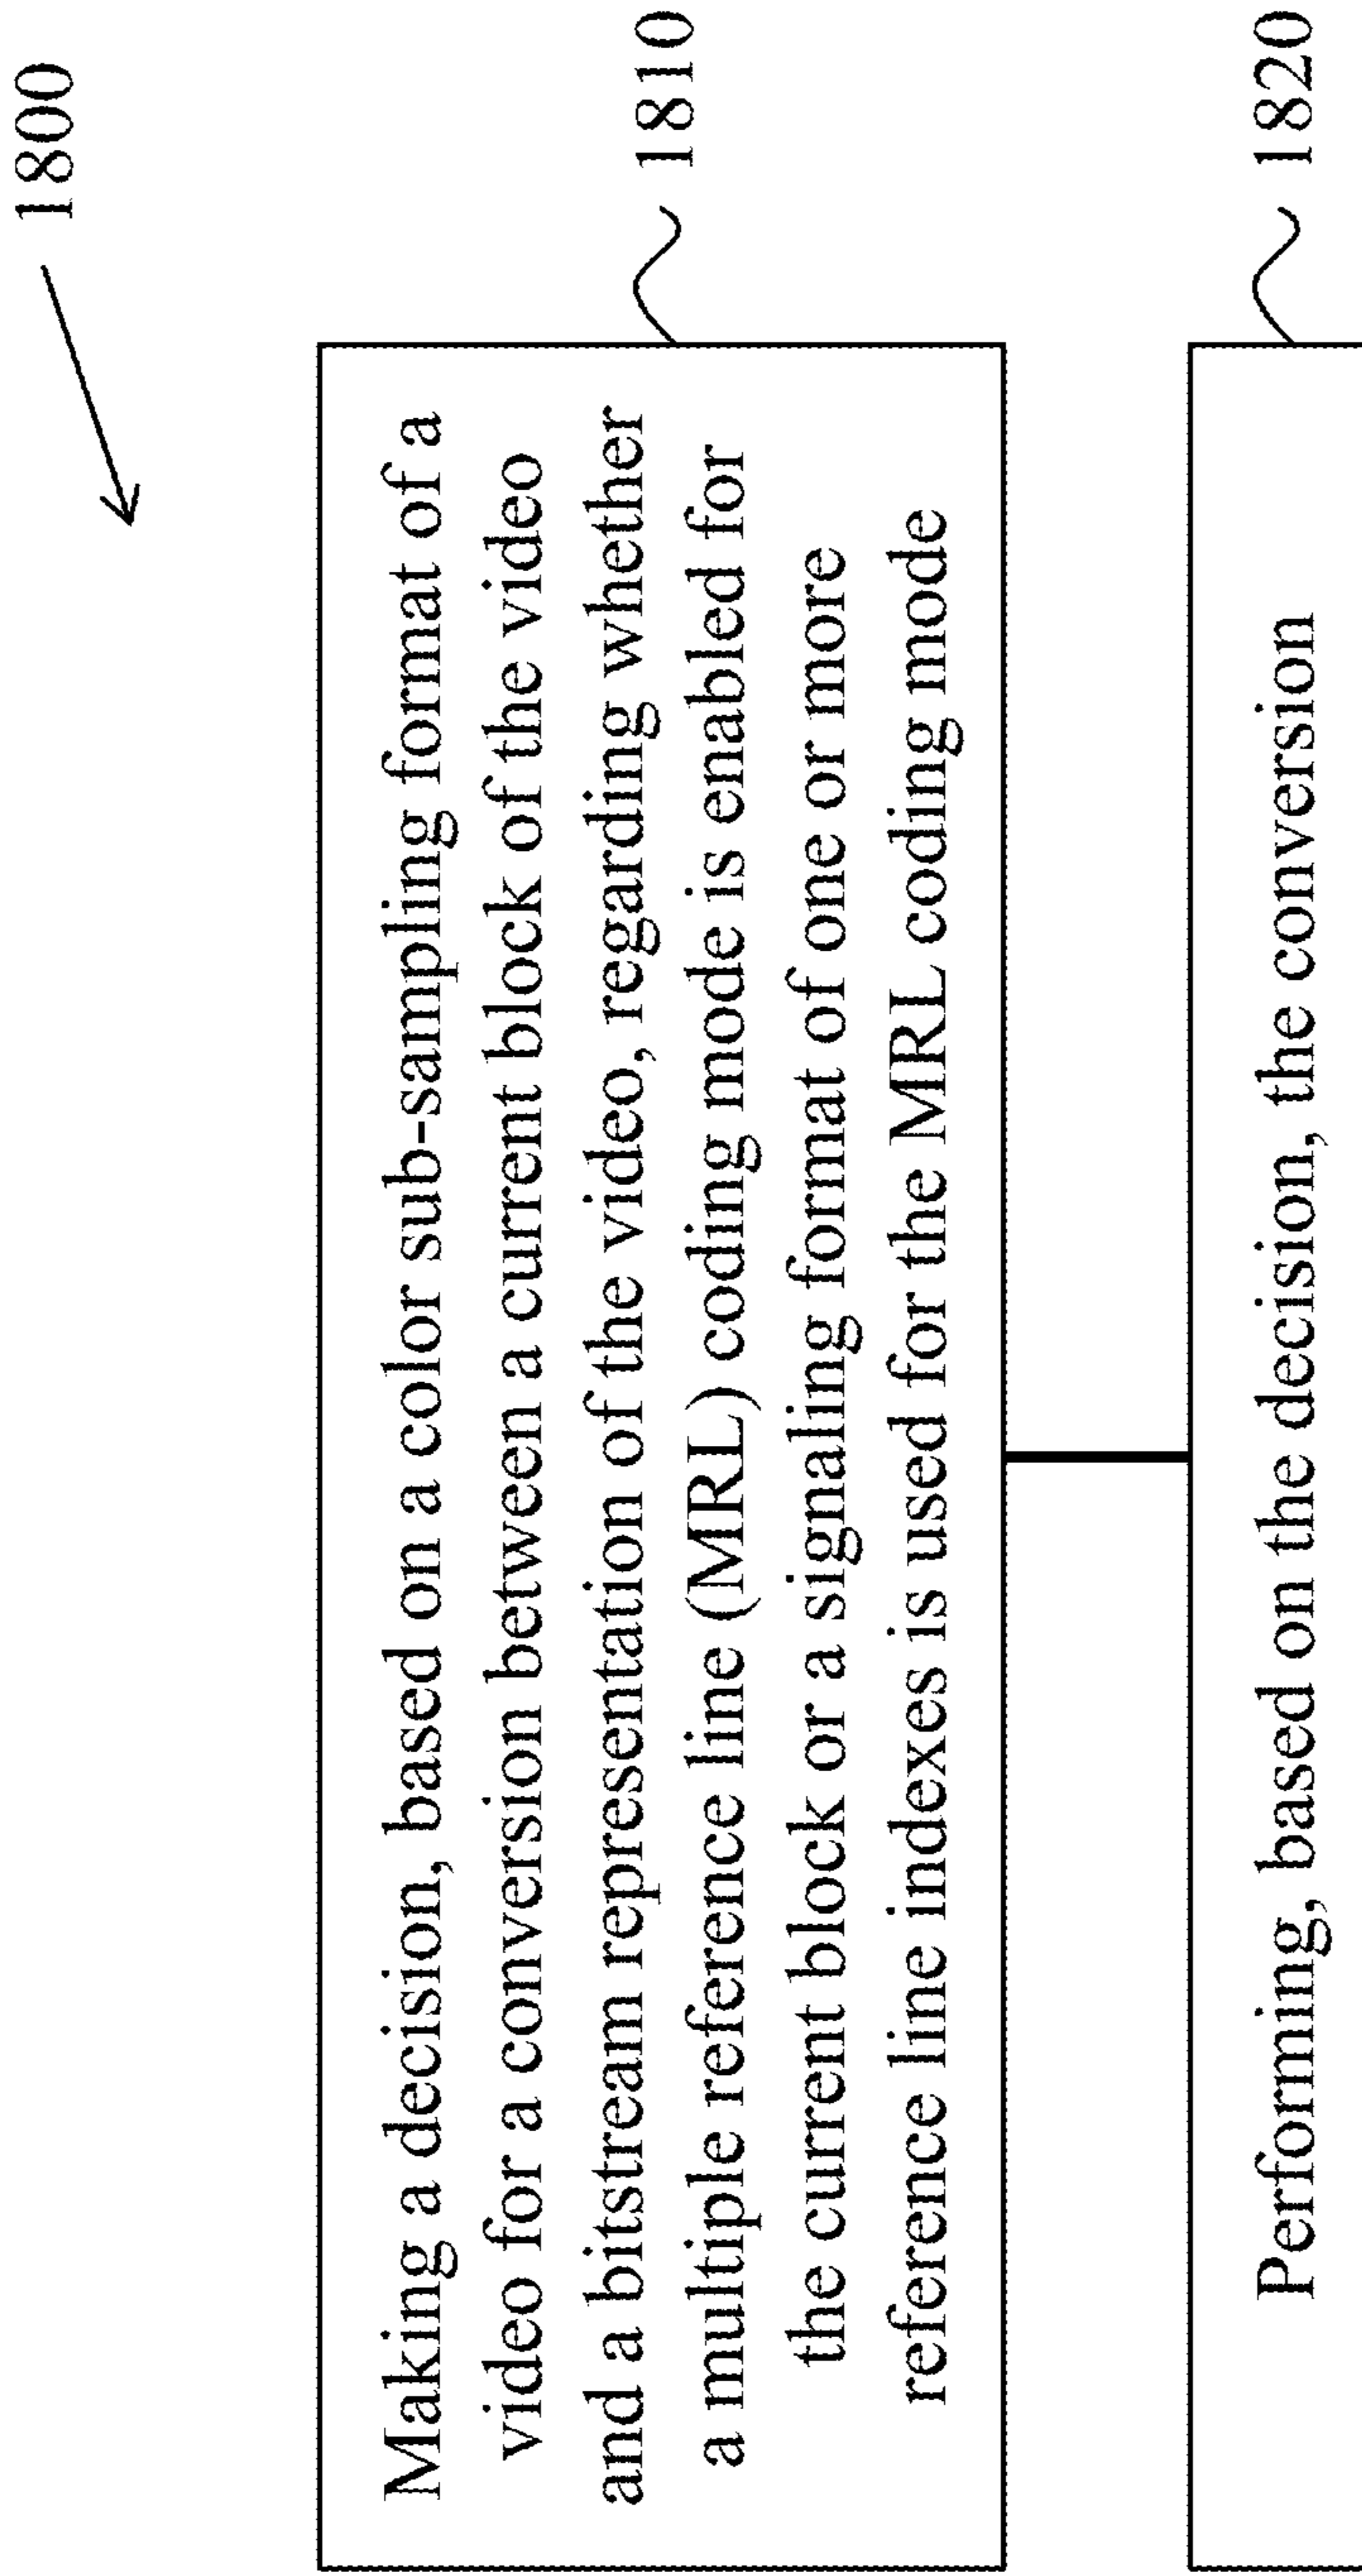 1800
Making a decision, based on a color sub-sampling format of a
video for a conversion between a current block of the video
and a bitstream representation of the video, regarding whether
a multiple reference line (MRL) coding mode is enabled for
the current block or a signaling format of one or more
reference line indexes is used for the MRL coding mode
1810
Performing, based on the decision, the conversion
1820